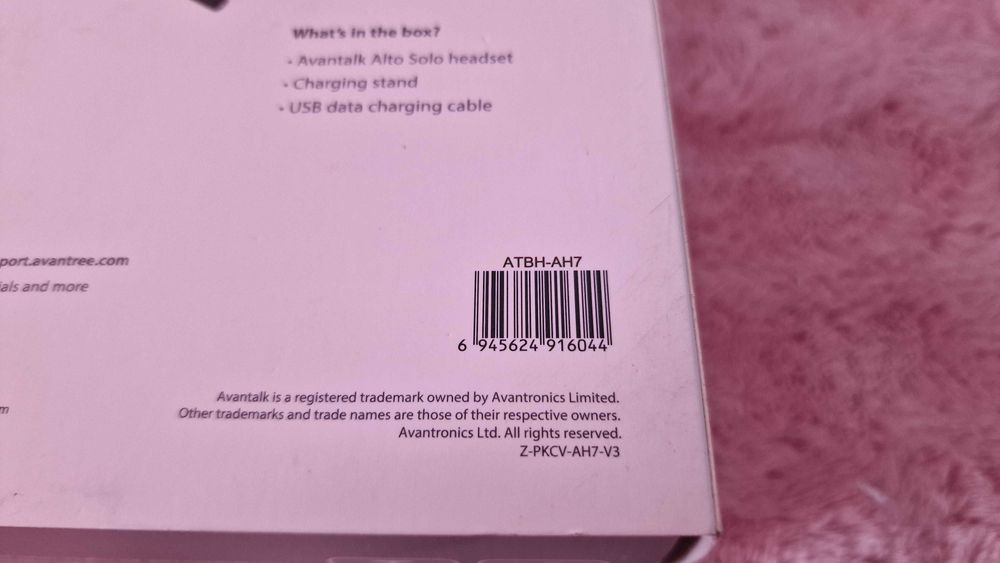 What's in the box?
• Avantalk Alto Solo headset
• Charging stand
• USB data charging cable
port.avantree.com
ials and more
ATBH-AH7
6 945624 916044
m
Avantalk is a registered trademark owned by Avantronics Limited.
Other trademarks and trade names are those of their respective owners.
Avantronics Ltd. All rights reserved.
Z-PKCV-AH7-V3